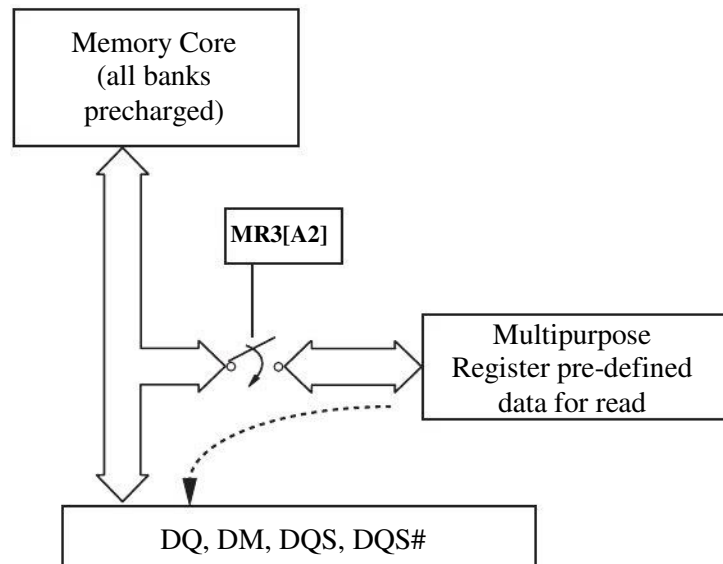 Memory Core
(all banks
precharged)
MR3[A2]
Multipurpose
Register pre-defined
data for read
DQ, DM, DQS, DQS#